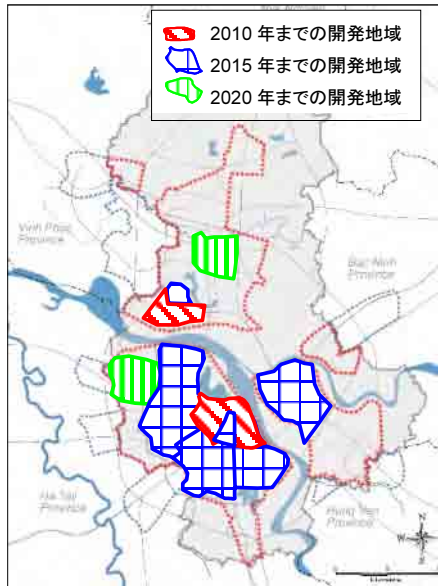 2010 年までの開発地域
2015 年までの開発地域
2020 年までの開発地域
Vinh Phuc
Province
Bac Ninh
Province
Ha Tay
Province
Hung Yen
Province
N
W
E
S